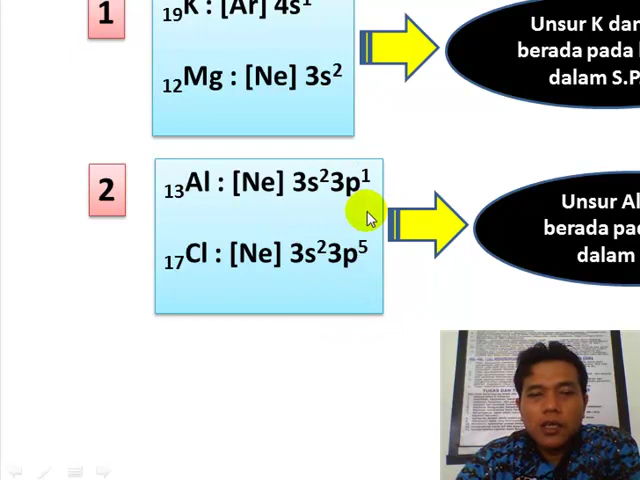 1
₁₉K : [Ar] 4s¹
₁₂Mg : [Ne] 3s²
Unsur K dan
berada pada
dalam S.P
2
₁₃Al : [Ne] 3s²3p¹
₁₇Cl : [Ne] 3s²3p⁵
Unsur Al
berada pa
dalam